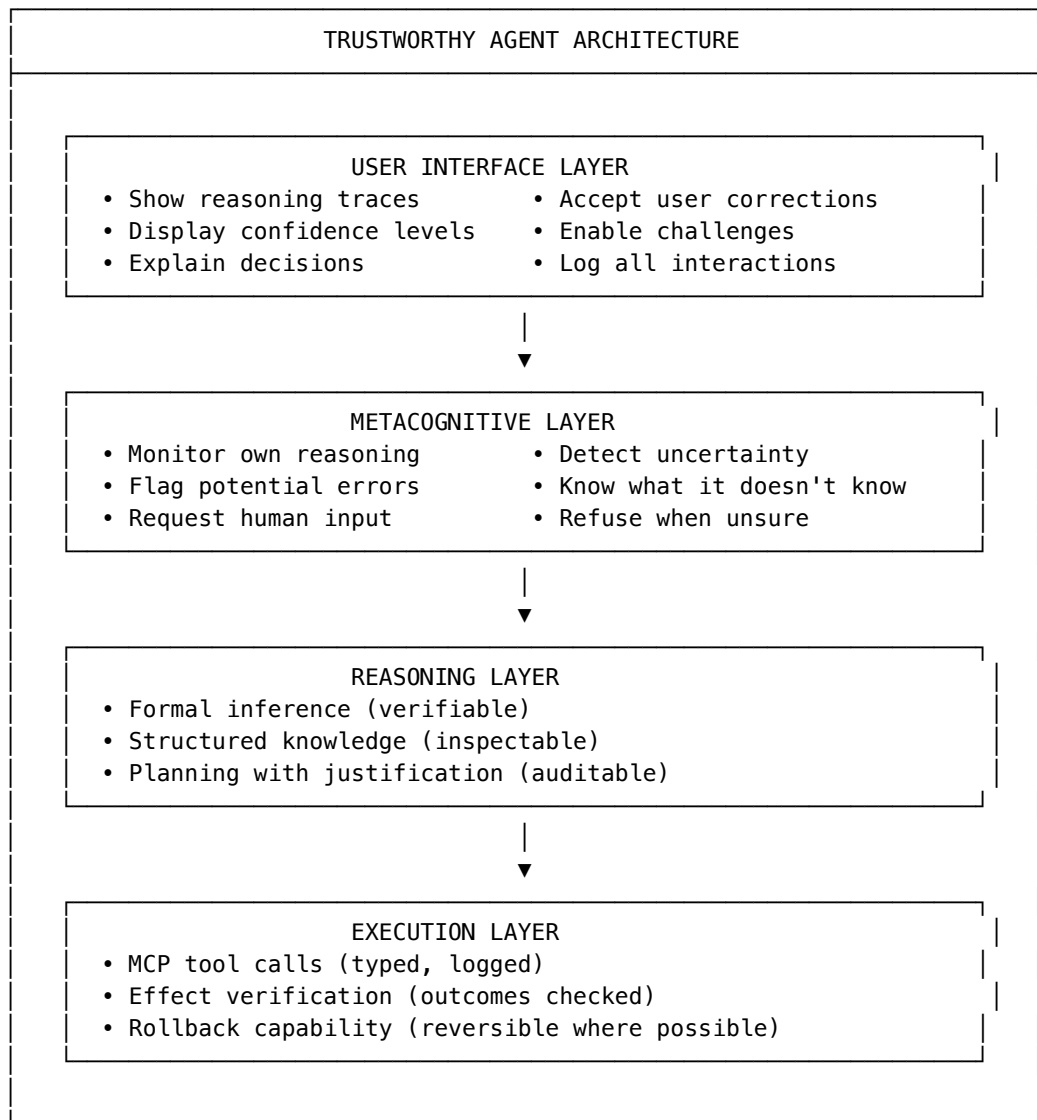 TRUSTWORTHY AGENT ARCHITECTURE
USER INTERFACE LAYER
• Show reasoning traces • Accept user corrections
• Display confidence levels • Enable challenges
• Explain decisions • Log all interactions
▼
METACOGNITIVE LAYER
• Monitor own reasoning • Detect uncertainty
• Flag potential errors • Know what it doesn't know
• Request human input • Refuse when unsure
▼
REASONING LAYER
• Formal inference (verifiable)
• Structured knowledge (inspectable)
• Planning with justification (auditable)
▼
EXECUTION LAYER
• MCP tool calls (typed, logged)
• Effect verification (outcomes checked)
• Rollback capability (reversible where possible)